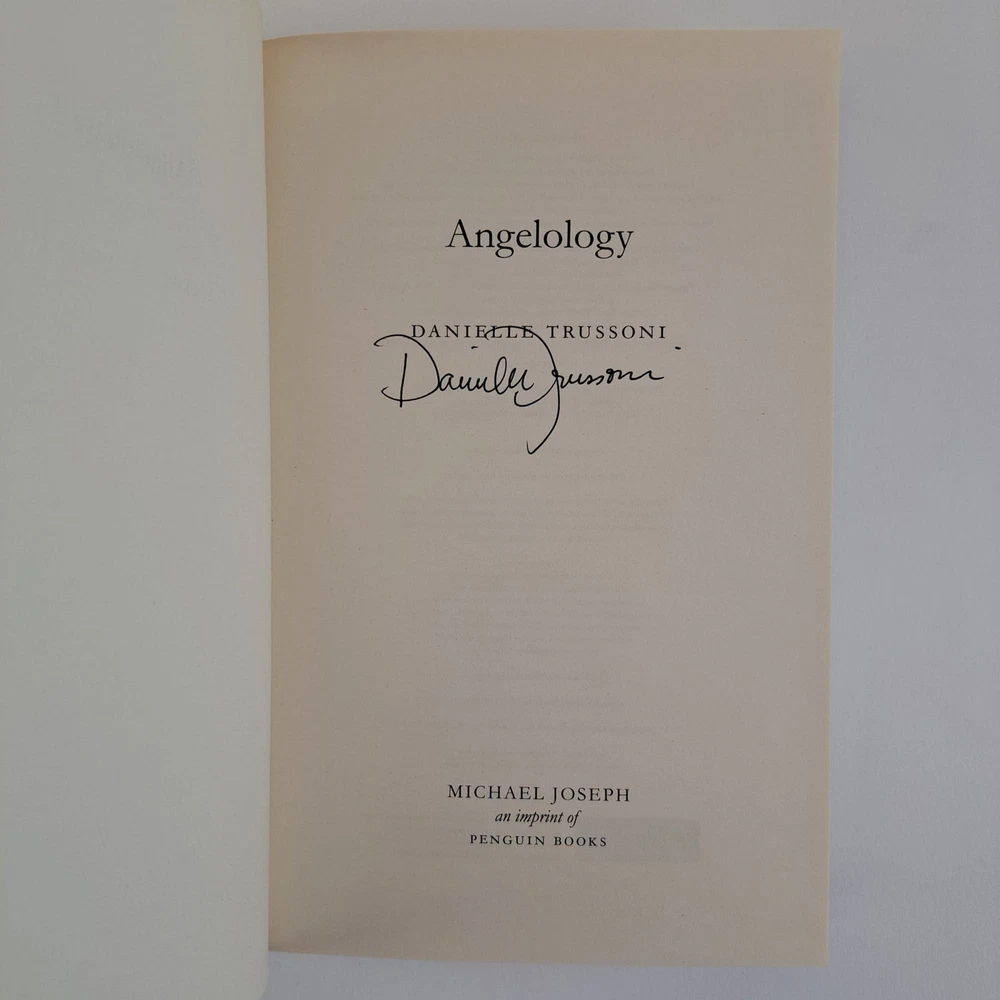 Angelology
DANIELLE TRUSSONI
Danielle Trussoni
MICHAEL JOSEPH
an imprint of
PENGUIN BOOKS